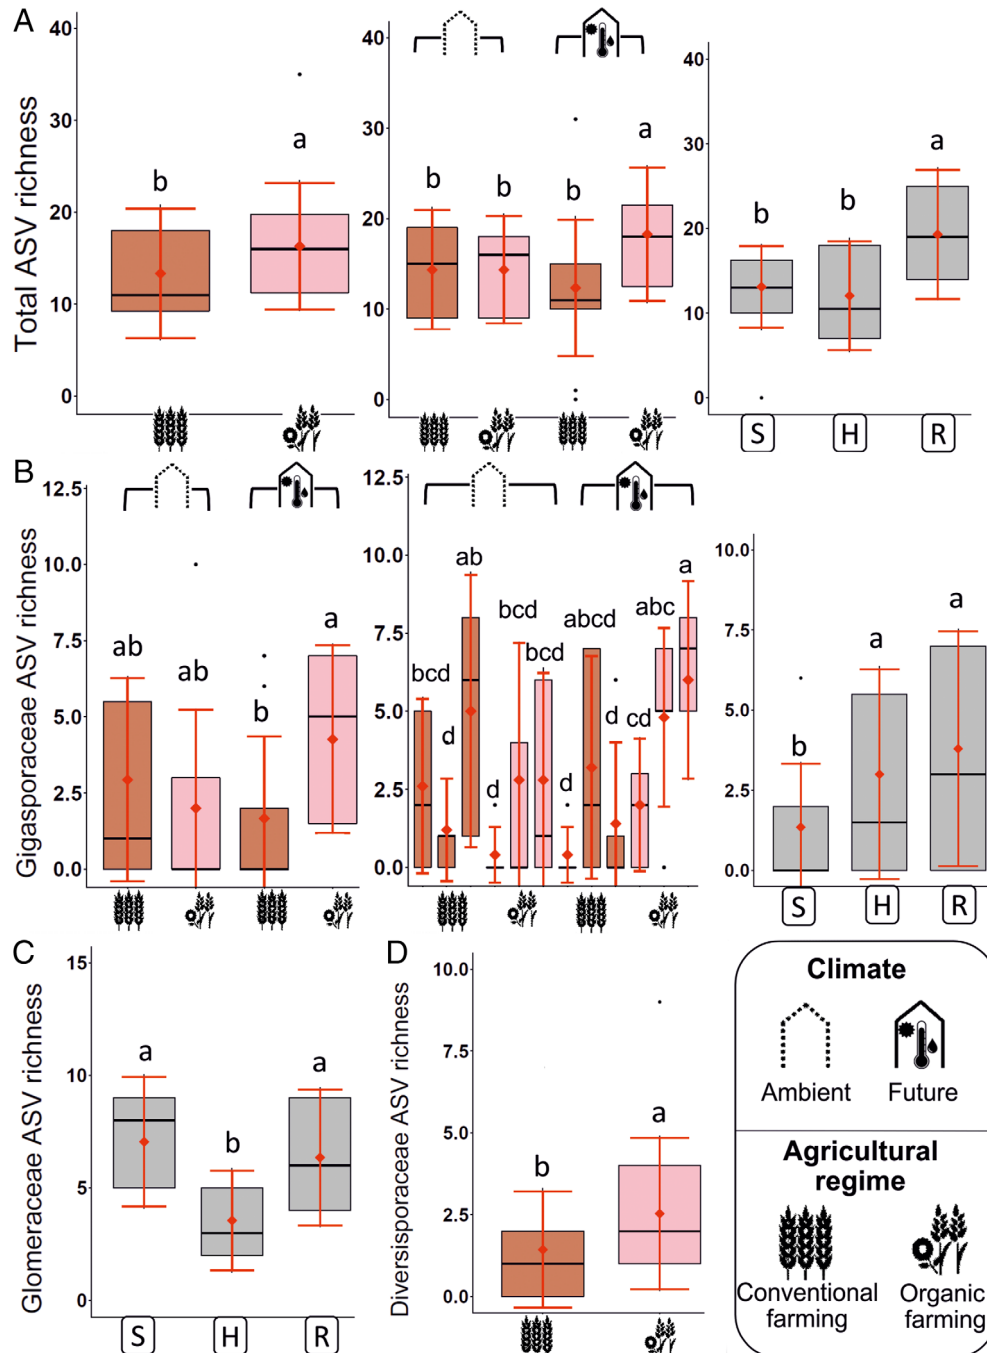 A
Total ASV richness
40
30
20
10
0
b
a
40
30
20
10
0
b
b
b
a
40
30
20
10
0
b
b
a
S
H
R
B
Gigasporaceae ASV richness
12.5
10.0
7.5
5.0
2.5
0.0
ab
ab
b
a
12.5
10.0
7.5
5.0
2.5
0.0
bcd
d
ab
d
bcd
bcd
d
abcd
d
cd
abc
a
10.0
7.5
5.0
2.5
0.0
b
a
a
S
H
R
C
Glomeraceae ASV richness
15
10
5
0
a
b
a
S
H
R
D
Diversisporaceae ASV richness
10.0
7.5
5.0
2.5
0.0
b
a
Climate
Ambient
Future
Agricultural
regime
Conventional
farming
Organic
farming